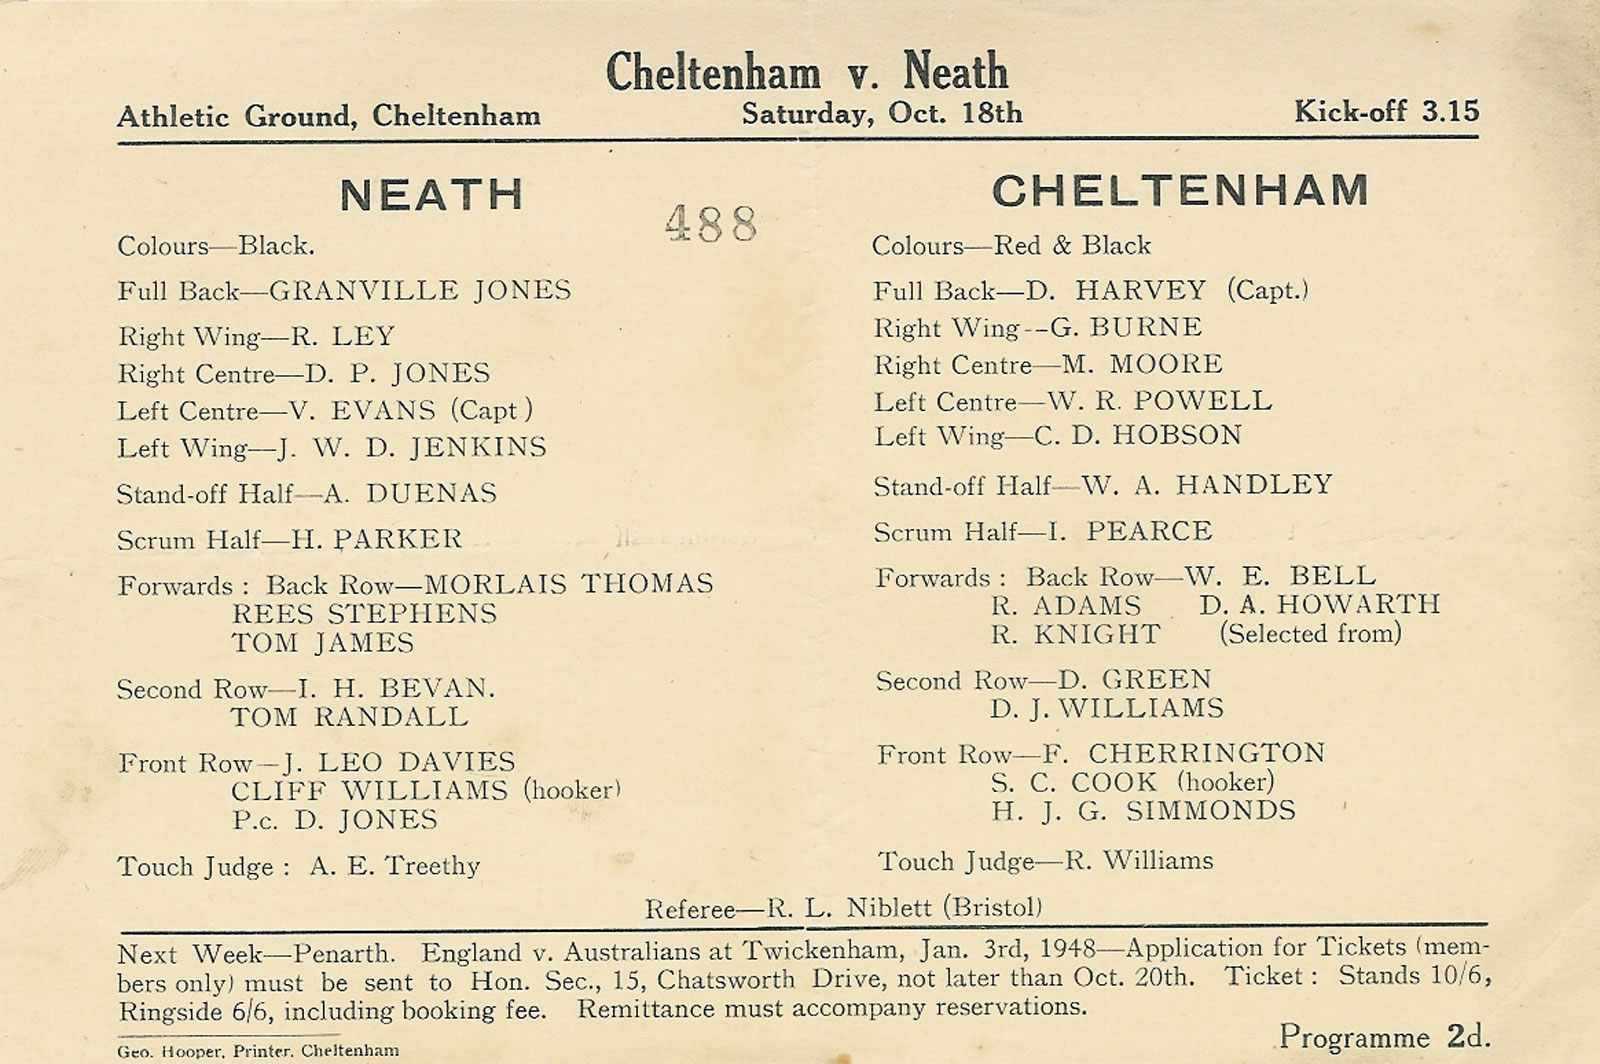 Cheltenham v. Neath
Athletic Ground, Cheltenham Saturday, Oct. 18th Kick-off 3.15
NEATH
488
Colours—Black.
Full Back—GRANVILLE JONES
Right Wing—R. LEY
Right Centre—D. P. JONES
Left Centre—V. EVANS (Capt )
Left Wing—J. W. D. JENKINS
Stand-off Half—A. DUENAS
Scrum Half—H. PARKER
Forwards : Back Row—MORLAIS THOMAS
REES STEPHENS
TOM JAMES
Second Row—I. H. BEVAN.
TOM RANDALL
Front Row—J. LEO DAVIES
CLIFF WILLIAMS (hooker)
P.c. D. JONES
Touch Judge : A. E. Treethy
CHELTENHAM
Colours—Red & Black
Full Back—D. HARVEY (Capt.)
Right Wing--G. BURNE
Right Centre—M. MOORE
Left Centre—W. R. POWELL
Left Wing—C. D. HOBSON
Stand-off Half—W. A. HANDLEY
Scrum Half—I. PEARCE
Forwards : Back Row—W. E. BELL
R. ADAMS D. A. HOWARTH
R. KNIGHT (Selected from)
Second Row—D. GREEN
D. J. WILLIAMS
Front Row—F. CHERRINGTON
S. C. COOK (hooker)
H. J. G. SIMMONDS
Touch Judge—R. Williams
Referee—R. L. Niblett (Bristol)
Next Week—Penarth. England v. Australians at Twickenham, Jan. 3rd, 1948—Application for Tickets (mem-
bers only) must be sent to Hon. Sec., 15, Chatsworth Drive, not later than Oct. 20th. Ticket : Stands 10/6,
Ringside 6/6, including booking fee. Remittance must accompany reservations.
Programme 2d.
Geo. Hooper, Printer, Cheltenham